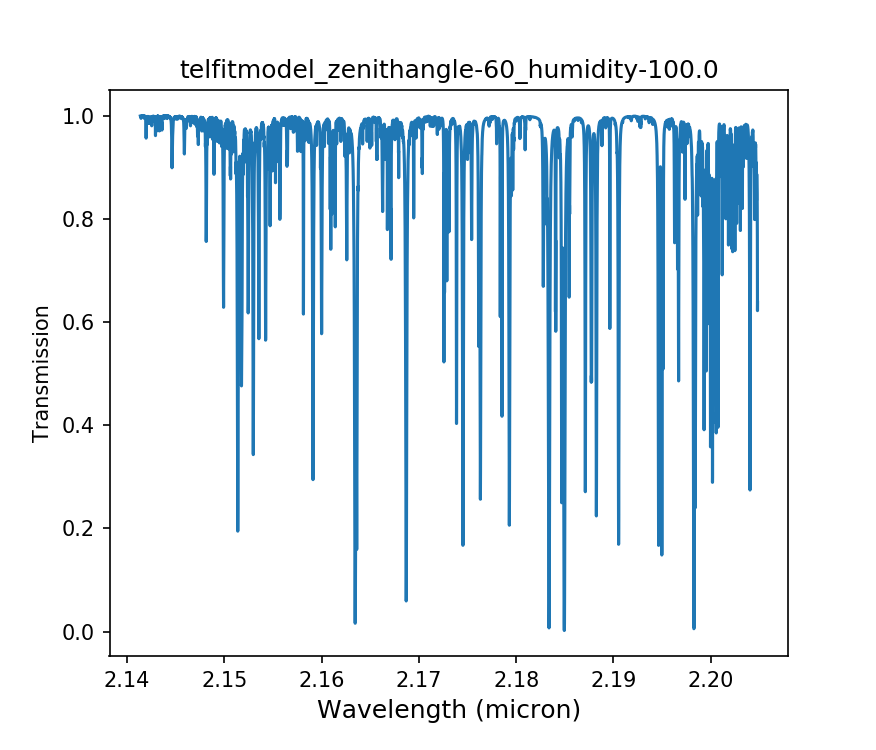 telfitmodel_zenithangle-60_humidity-100.0
1.0
0.8
0.6
0.4
0.2
0.0
Transmission
2.14 2.15 2.16 2.17 2.18 2.19 2.20
Wavelength (micron)